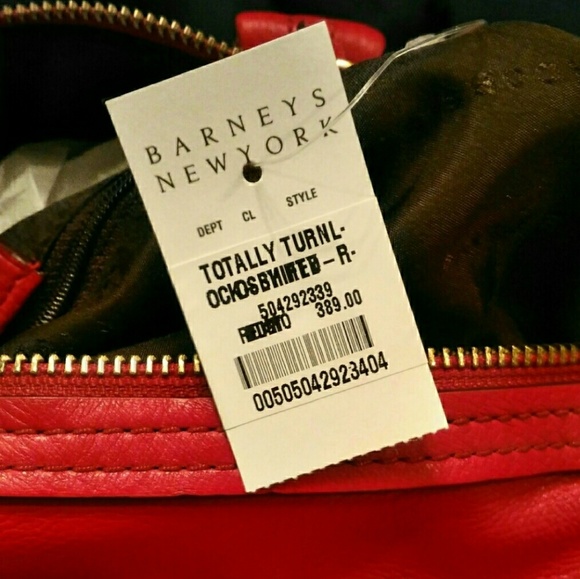 BARNEYS
NEW YORK
DEPT CL STYLE
TOTALLY TURNL-
-R-
504292339
389.00
00505042923404